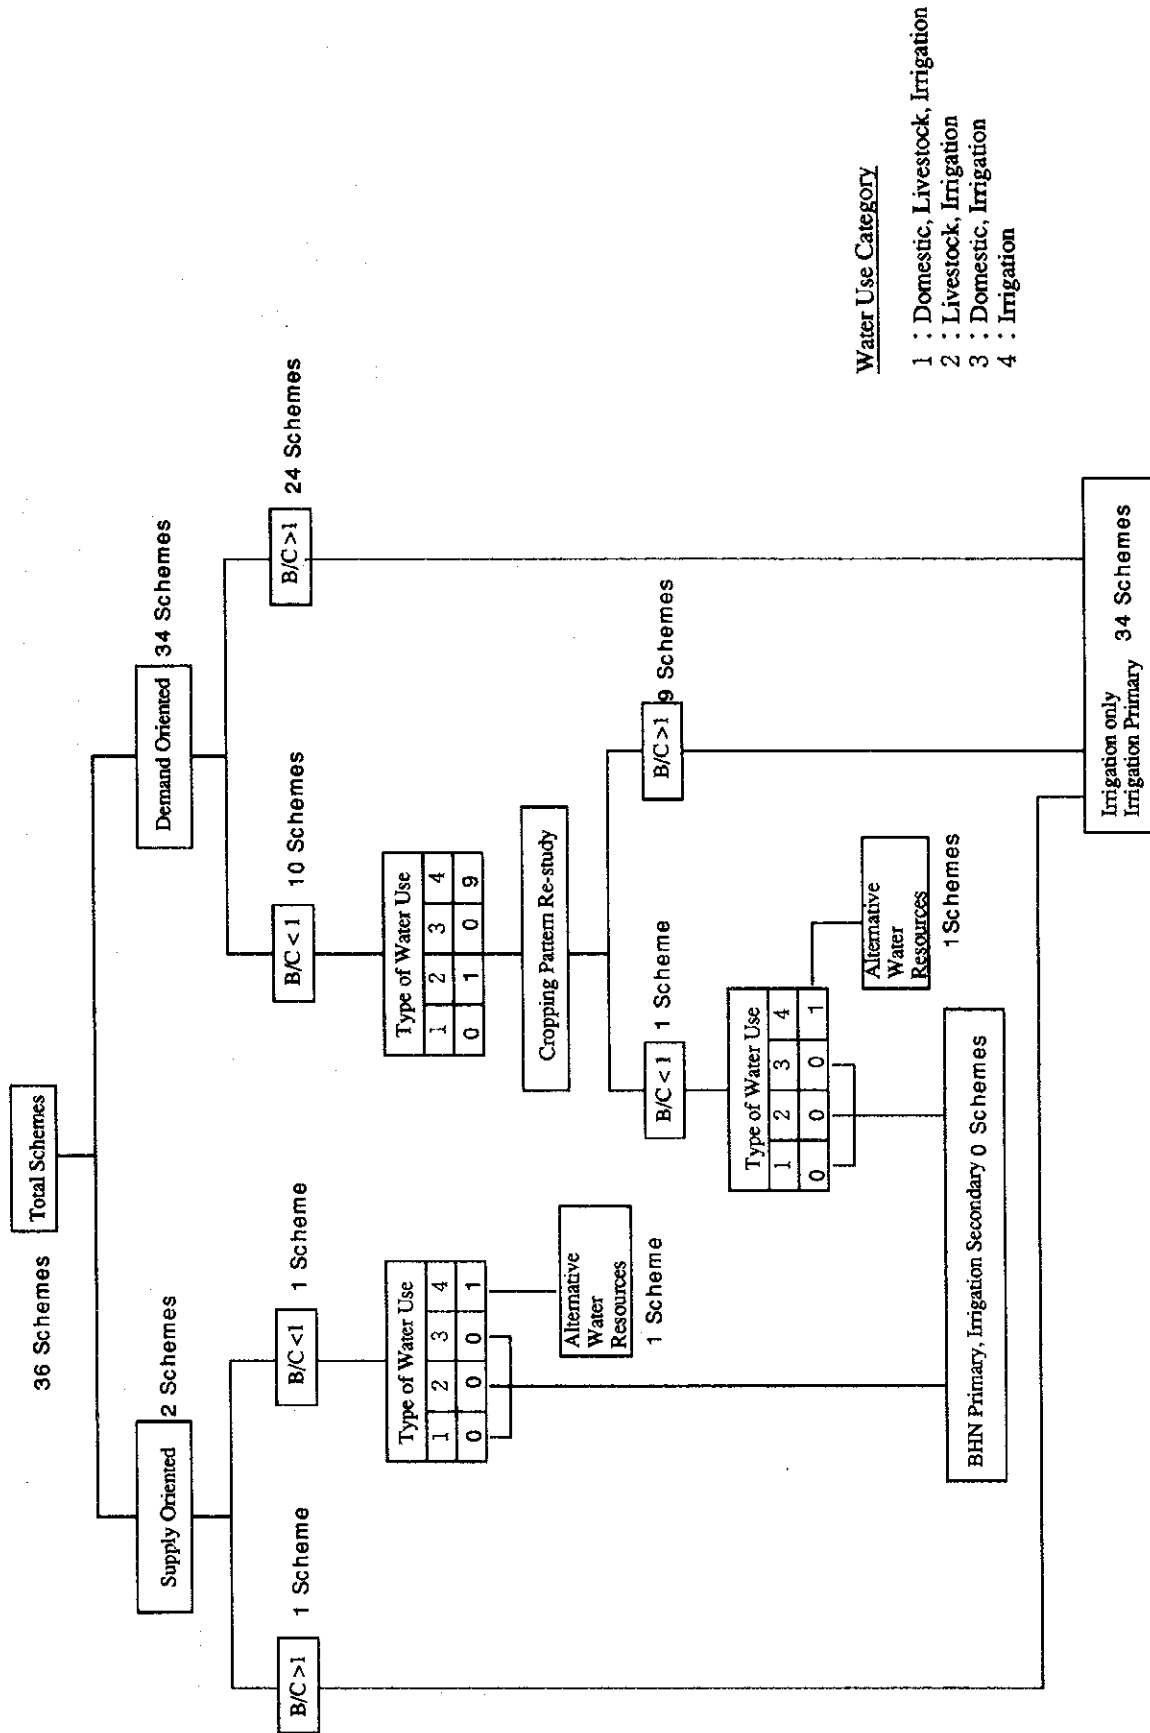 36 Schemes
Total Schemes
Supply Oriented
2 Schemes
Demand Oriented
34 Schemes
B/C >1
1 Scheme
B/C <1
1 Scheme
B/C < 1
10 Schemes
B/C >1
24 Schemes
Type of Water Use
1 2 3 4
0 0 0 1
Type of Water Use
1 2 3 4
0 1 0 9
Alternative
Water
Resources
1 Scheme
Cropping Pattern Re-study
B/C < 1
1 Scheme
B/C >1
9 Schemes
Type of Water Use
1 2 3 4
0 0 0 1
Alternative
Water
Resources
1Schemes
BHN Primary, Irrigation Secondary 0 Schemes
Irrigation only
Irrigation Primary 34 Schemes
Water Use Category
1 : Domestic, Livestock, Irrigation
2 : Livestock, Irrigation
3 : Domestic, Irrigation
4 : Irrigation